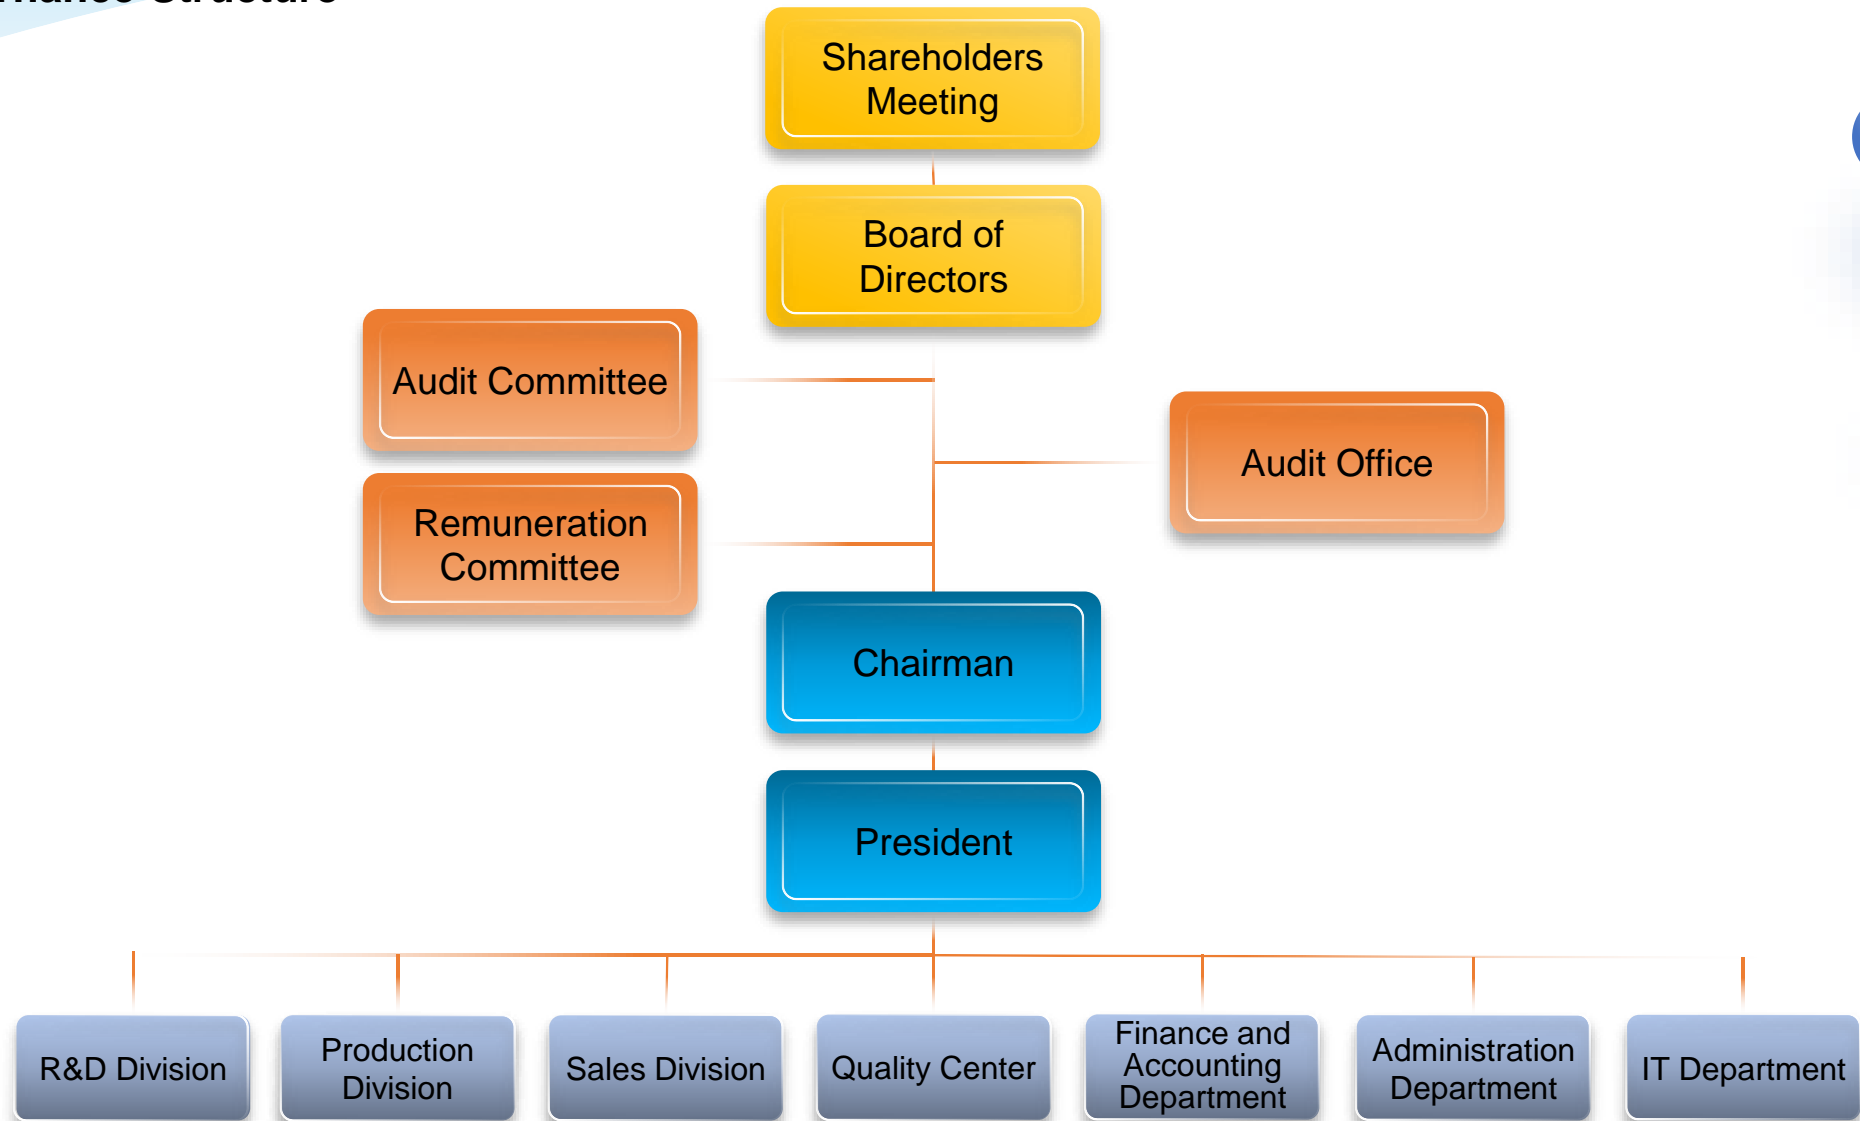 Shareholders
Meeting
Board of
Directors
Audit Committee
Audit Office
Remuneration
Committee
Chairman
President
R&D Division
Production
Division
Sales Division
Quality Center
Finance and
Accounting
Department
Administration
Department
IT Department